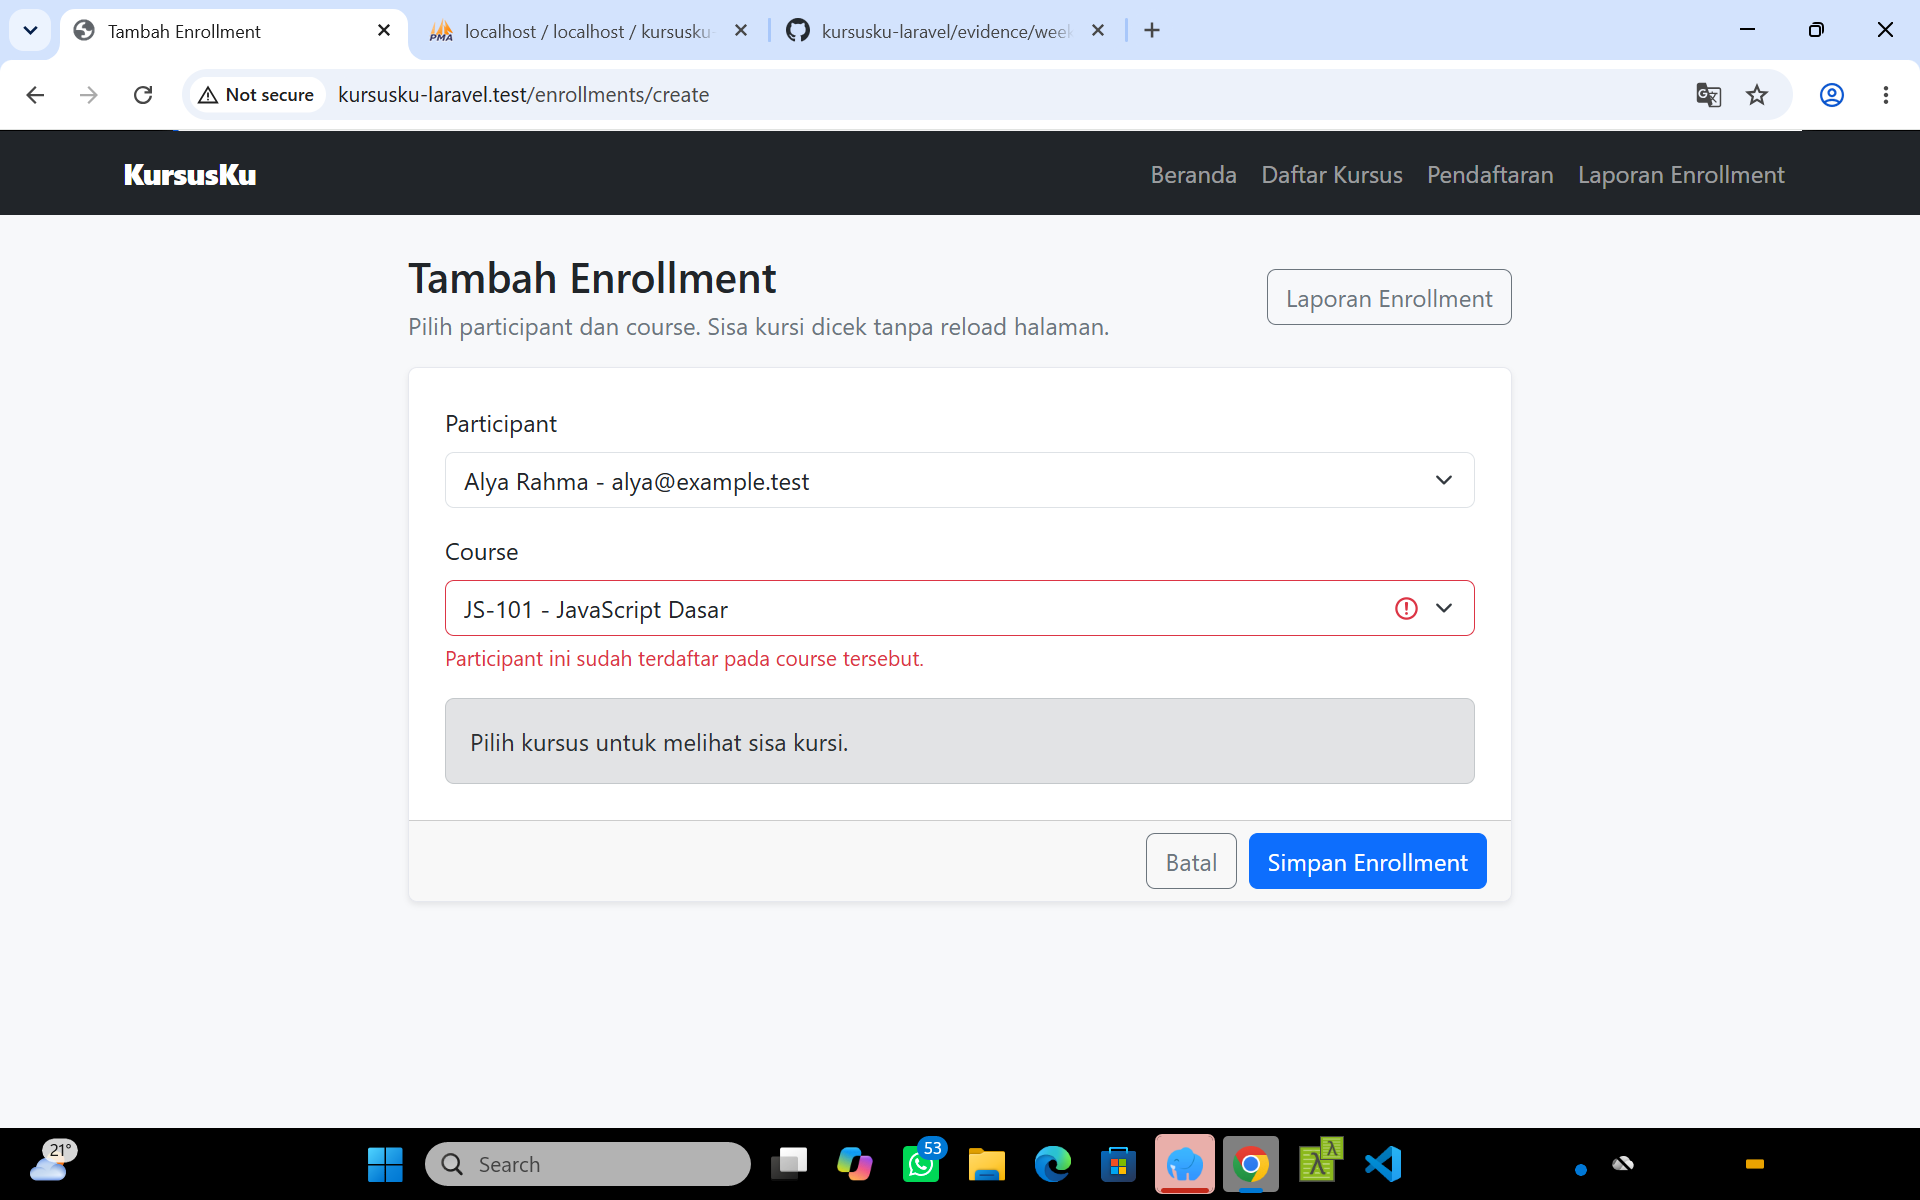 Tambah Enrollment
localhost / localhost / kursusku-
kursusku-laravel/evidence/week
Not secure
kursusku-laravel.test/enrollments/create
KursusKu
Beranda
Daftar Kursus
Pendaftaran
Laporan Enrollment
Tambah Enrollment
Laporan Enrollment
Pilih participant dan course. Sisa kursi dicek tanpa reload halaman.
Participant
Alya Rahma - alya@example.test
Course
JS-101 - JavaScript Dasar
Participant ini sudah terdaftar pada course tersebut.
Pilih kursus untuk melihat sisa kursi.
Batal
Simpan Enrollment
21°
Search
53